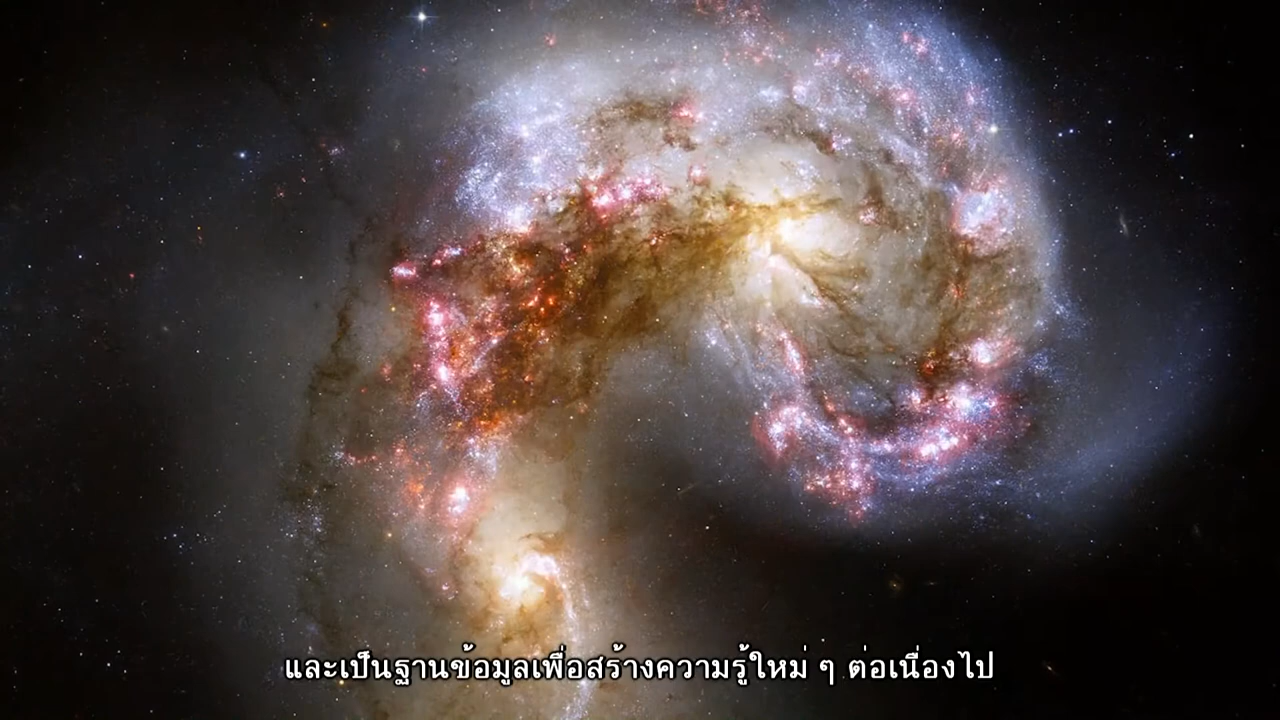 และเป็นฐานข้อมูลเพื่อสร้างความรู้ใหม่ ๆ ต่อเนื่องไป